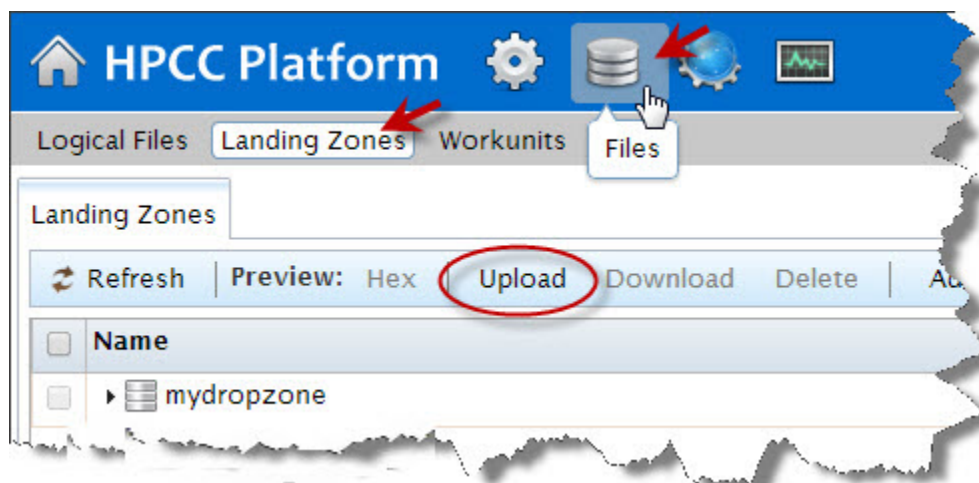 HPCC Platform
Logical Files Landing Zones Workunits Files
Landing Zones
Refresh Preview: Hex Upload Download Delete
Name
mydropzone